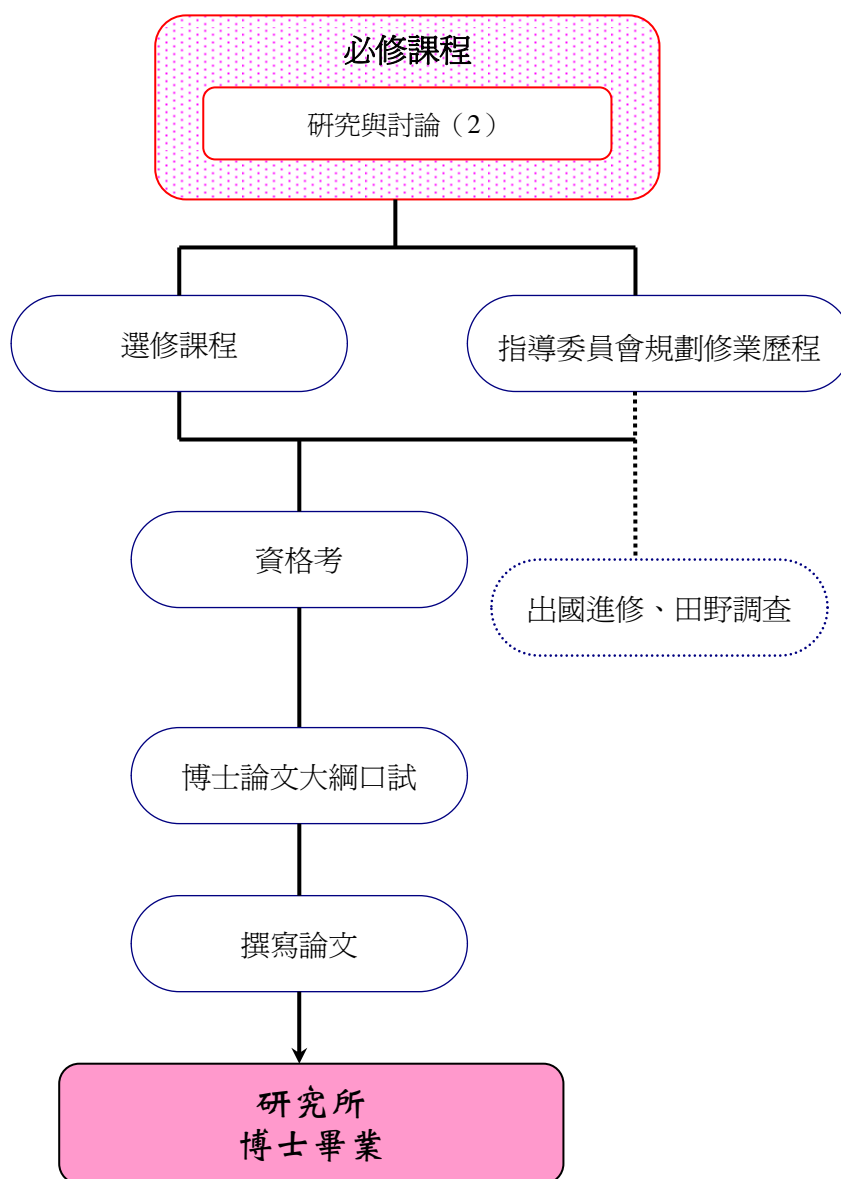 必修課程
研究與討論（2）
選修課程
指導委員會規劃修業歷程
資格考
出國進修、田野調查
博士論文大綱口試
撰寫論文
研究所
博士畢業